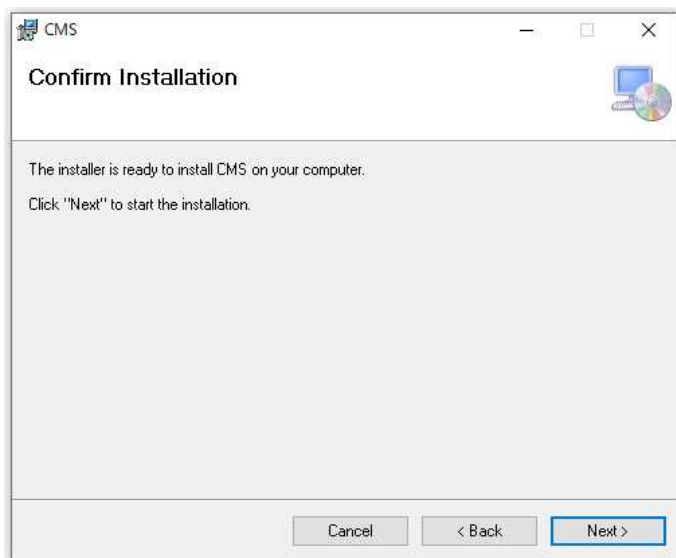 CMS
Confirm Installation
The installer is ready to install CMS on your computer.
Click "Next" to start the installation.
Cancel
< Back
Next >